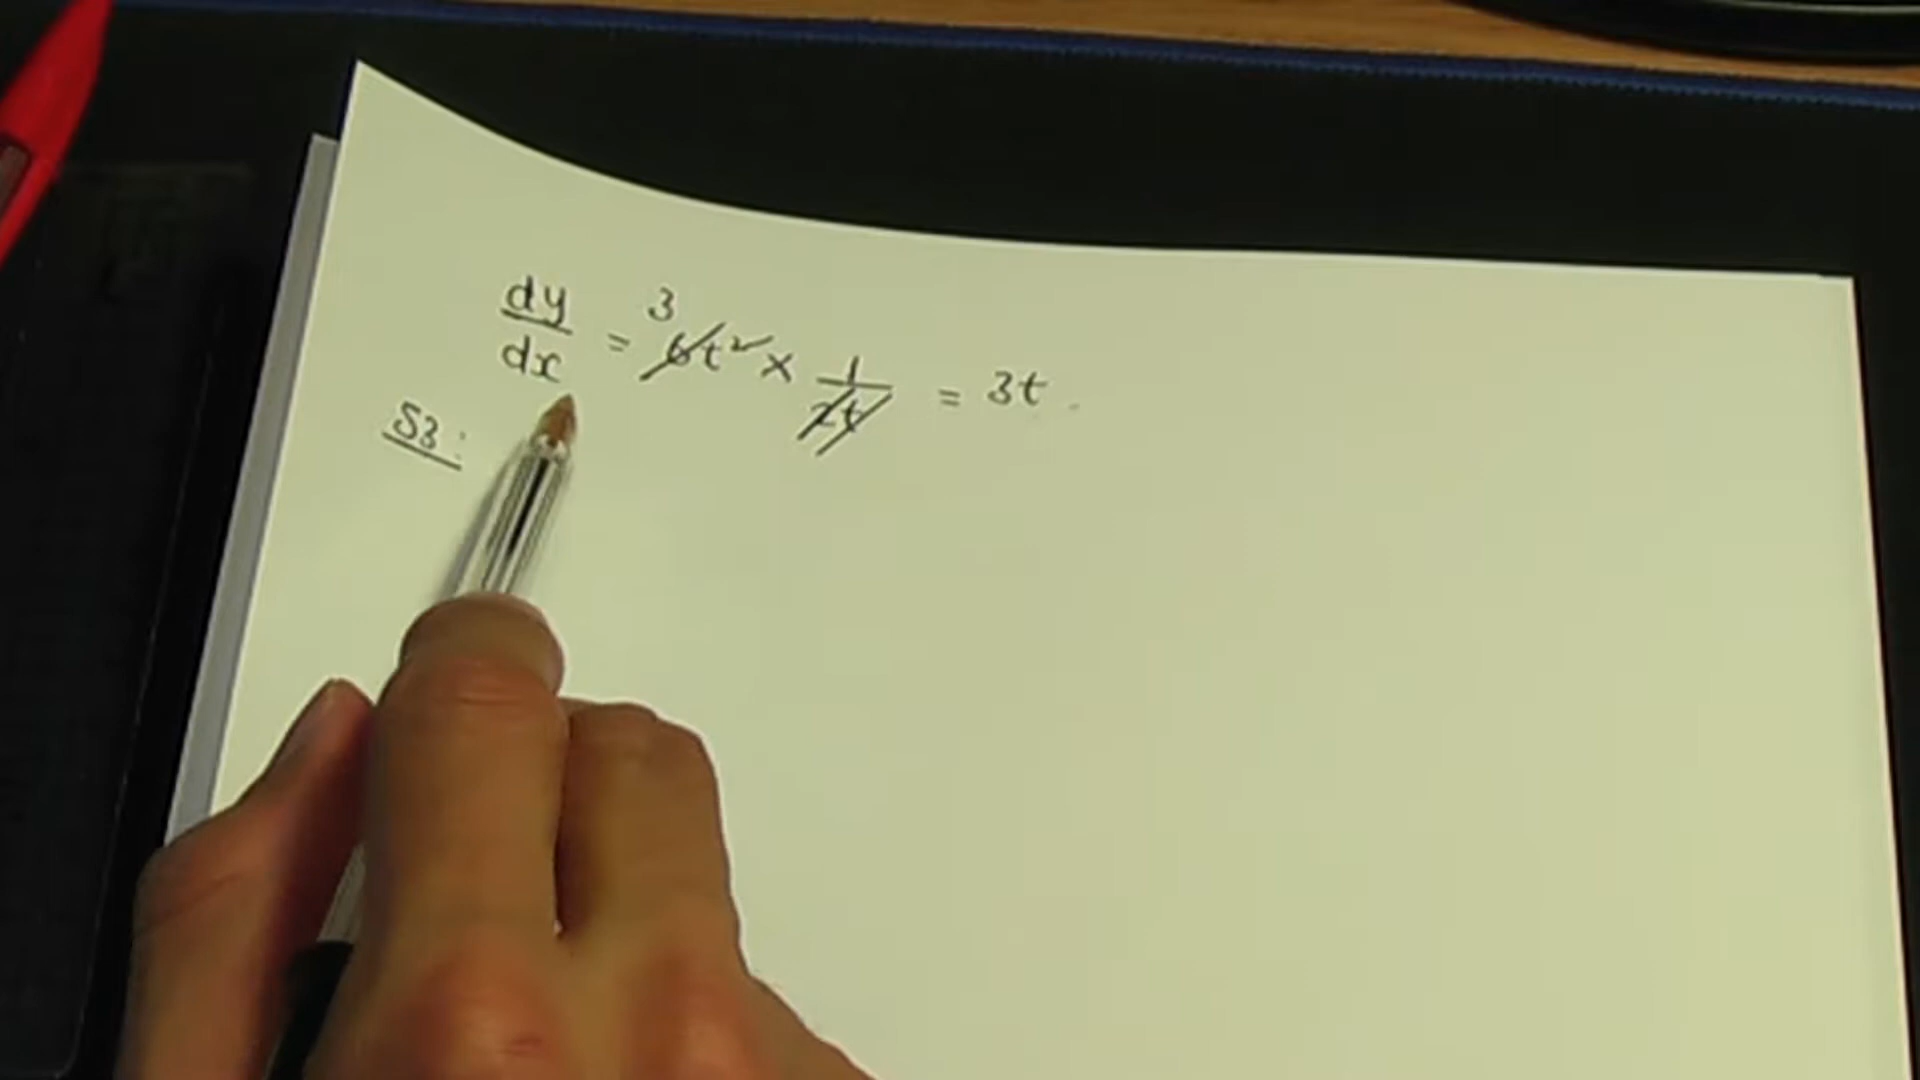 dy/dx = 3 6t² × 1/2t = 3t.
S3: